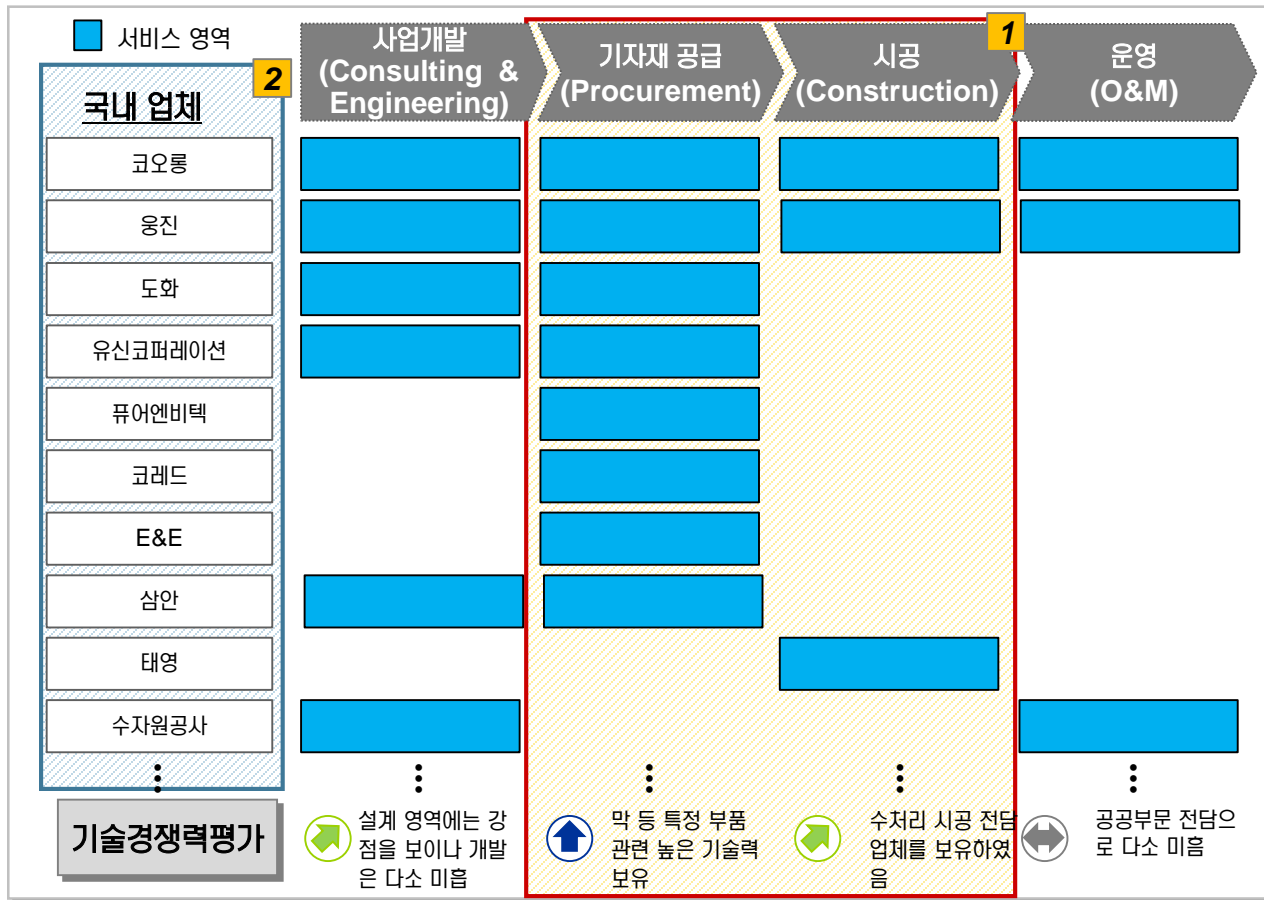 서비스 영역
사업개발
(Consulting &
Engineering)
기자재 공급
(Procurement)
1
시공
(Construction)
운영
(O&M)
2
국내 업체
코오롱
웅진
도화
유신코퍼레이션
퓨어엔비텍
코레드
E&E
삼안
태영
수자원공사
기술경쟁력평가
설계 영역에는 강
점을 보이나 개발
은 다소 미흡
막 등 특정 부품
관련 높은 기술력
보유
수처리 시공 전담
업체를 보유하였
음
공공부문 전담으
로 다소 미흡